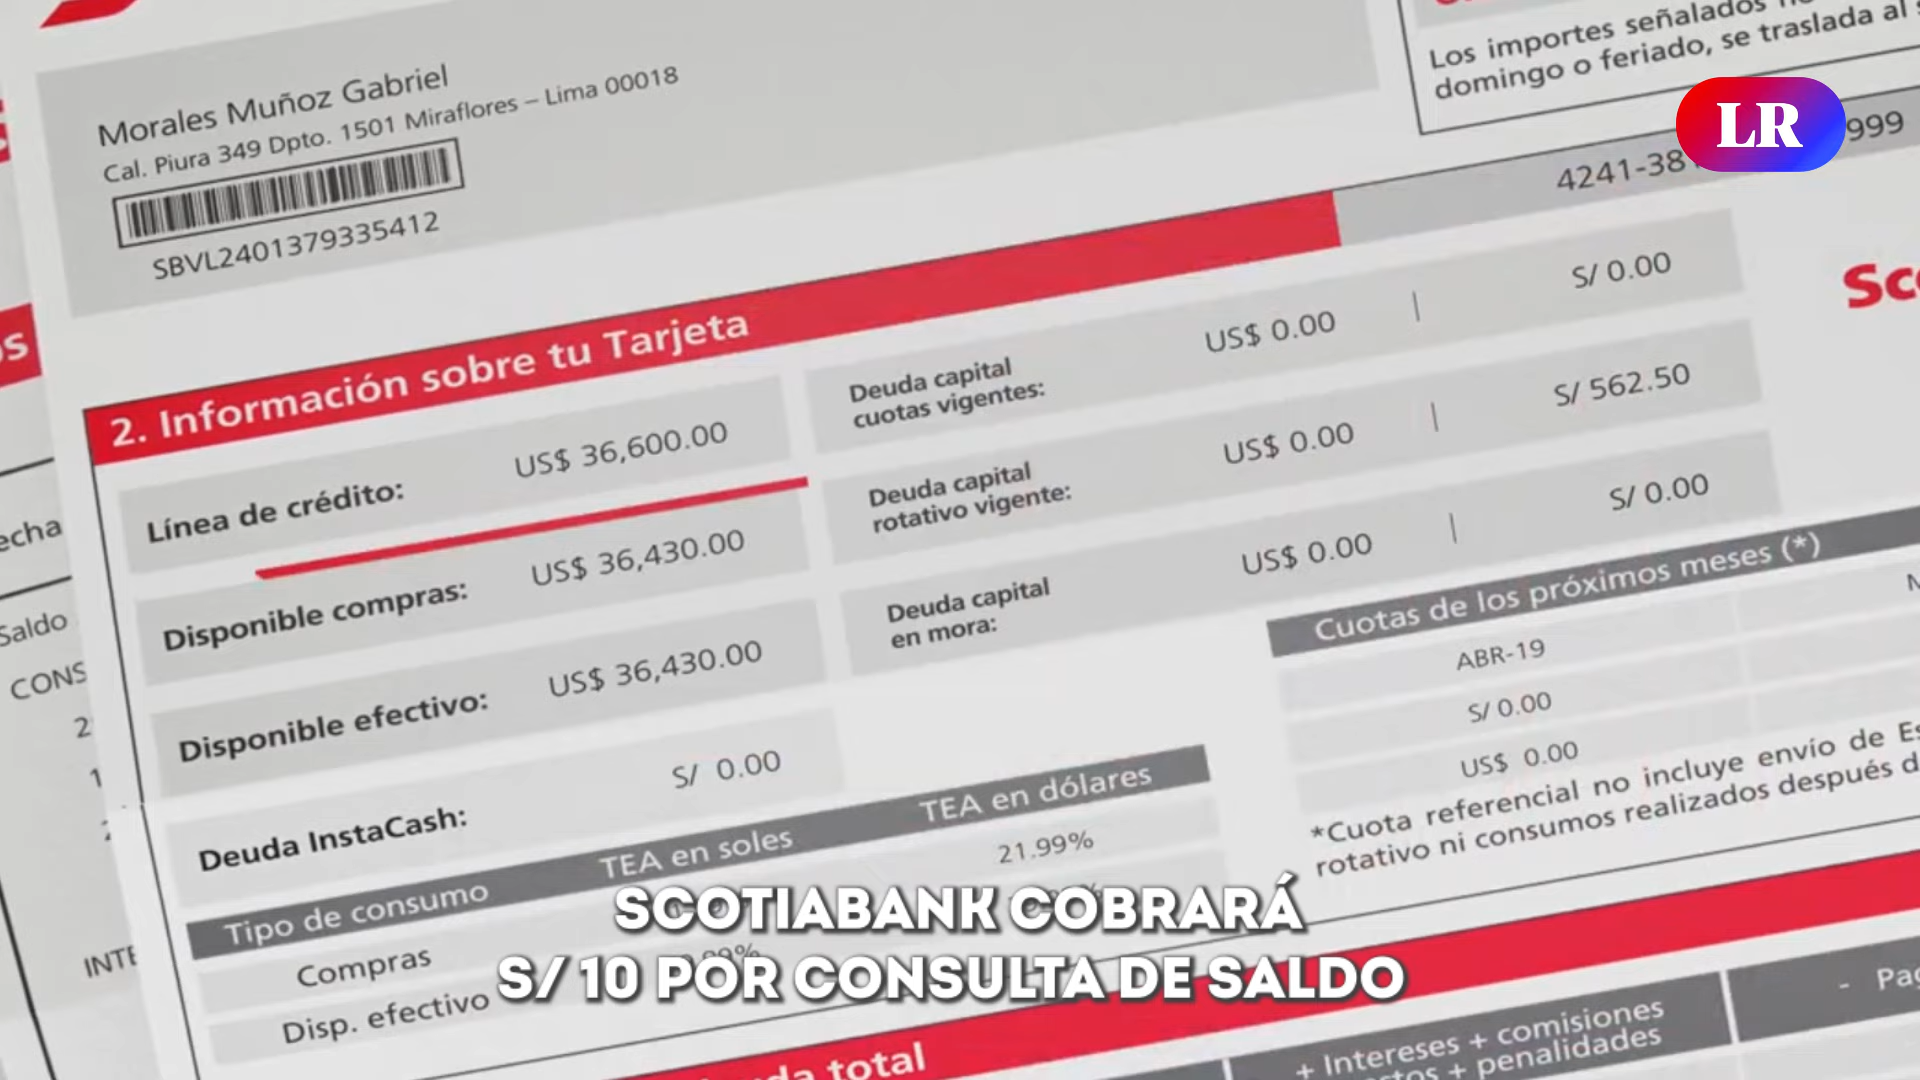 Morales Muñoz Gabriel
Cal. Piura 349 Dpto. 1501 Miraflores – Lima 00018
SBVL2401379335412
Los importes señalados
domingo o feriado, se traslada al
LR
4241-38
999
2. Información sobre tu Tarjeta
Línea de crédito: US$ 36,600.00
Disponible compras: US$ 36,430.00
Disponible efectivo: US$ 36,430.00
Deuda InstaCash: S/ 0.00
Deuda capital
cuotas vigentes: US$ 0.00 | S/ 0.00
Deuda capital
rotativo vigente: US$ 0.00 | S/ 562.50
Deuda capital
en mora: US$ 0.00 | S/ 0.00
Cuotas de los próximos meses (*)
ABR-19
S/ 0.00
US$ 0.00
*Cuota referencial no incluye envío de
rotativo ni consumos realizados después
Tipo de consumo TEA en soles TEA en dólares
Compras 21.99%
Disp. efectivo
Saldo
CONS
INTE
total
+ Intereses + comisiones
+ penalidades
SCOTIABANK COBRARÁ
S/ 10 POR CONSULTA DE SALDO